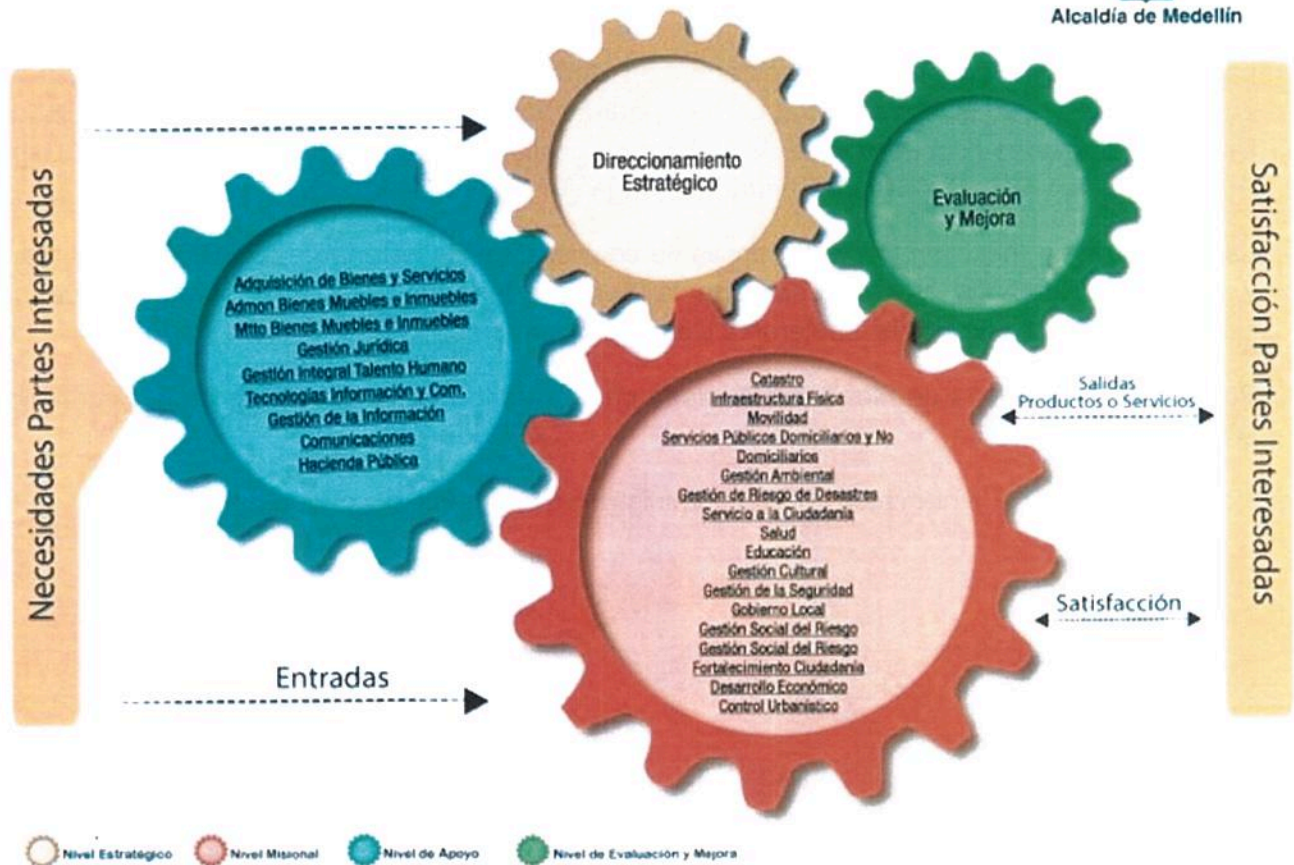 Alcaldía de Medellín
Necesidades Partes Interesadas
Direccionamiento
Estratégico
Evaluación
y Mejora
Adquisición de Bienes y Servicios
Admon Bienes Muebles e Inmuebles
Mtto Bienes Muebles e Inmuebles
Gestión Jurídica
Gestión Integral Talento Humano
Tecnologías Información y Com.
Gestión de la Información
Comunicaciones
Hacienda Pública
Catastro
Infraestructura Física
Movilidad
Servicios Públicos Domiciliarios y No
Domiciliarios
Gestión Ambiental
Gestión de Riesgo de Desastres
Servicio a la Ciudadanía
Salud
Educación
Gestión Cultural
Gestión de la Seguridad
Gobierno Local
Gestión Social del Riesgo
Gestión Social del Riesgo
Fortalecimiento Ciudadanía
Desarrollo Económico
Control Urbanístico
Entradas
Salidas
Productos o Servicios
Satisfacción
Satisfacción Partes Interesadas
Nivel Estratégico
Nivel Misional
Nivel de Apoyo
Nivel de Evaluación y Mejora